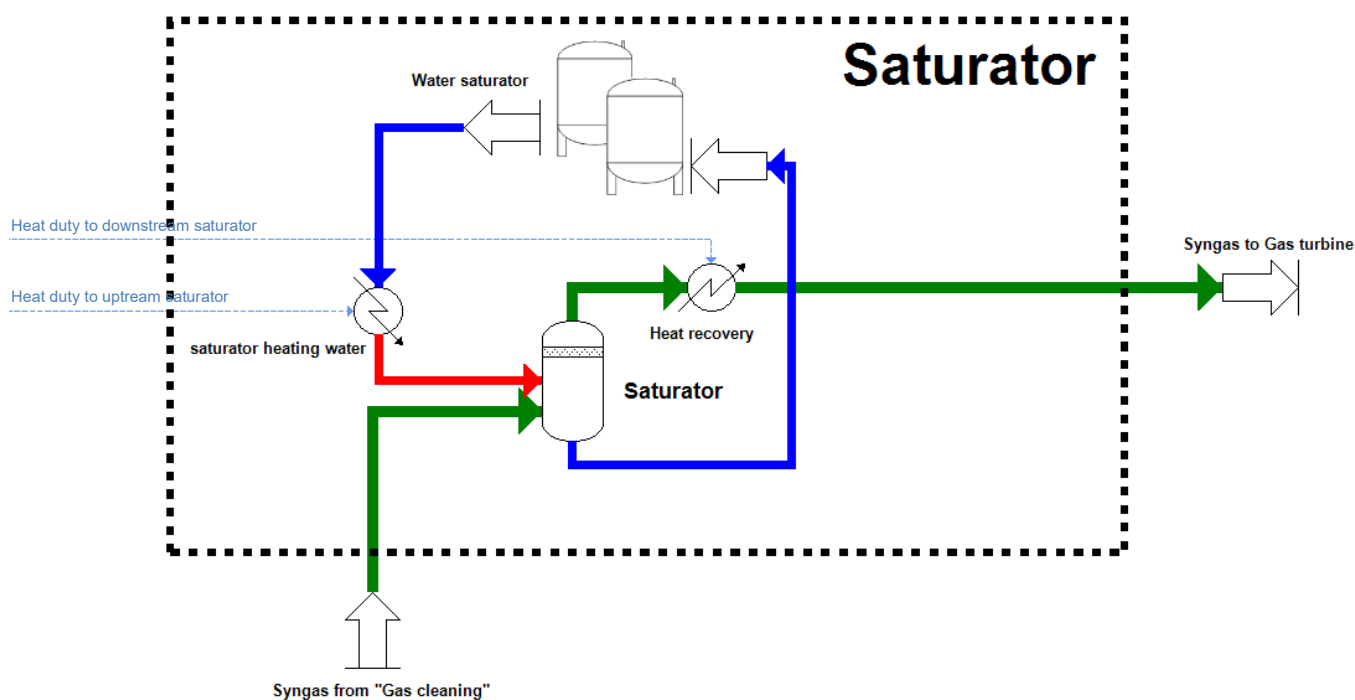 Saturator
Water saturator
Heat duty to downstream saturator
Syngas to Gas turbine
Heat duty to uptream saturator
Heat recovery
saturator heating water
Saturator
Syngas from "Gas cleaning"